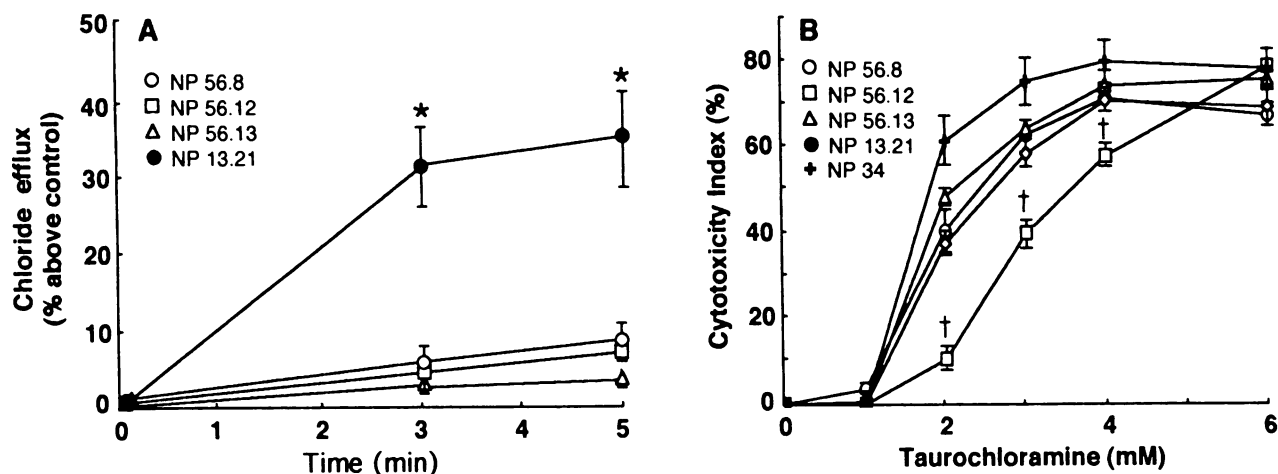 A
50
40
30
20
10
0
Chloride efflux
(% above control)
○ NP 56.8
□ NP 56.12
△ NP 56.13
● NP 13.21
*
*
0 1 2 3 4 5
Time (min)
B
80
60
40
20
0
Cytotoxicity Index (%)
○ NP 56.8
□ NP 56.12
△ NP 56.13
● NP 13.21
+ NP 34
†
†
†
0 2 4 6
Taurochloramine (mM)